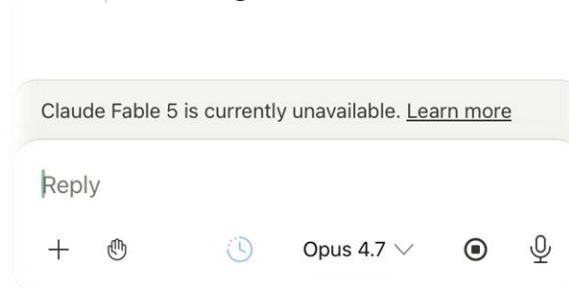 Claude Fable 5 is currently unavailable. Learn more
Reply
Opus 4.7